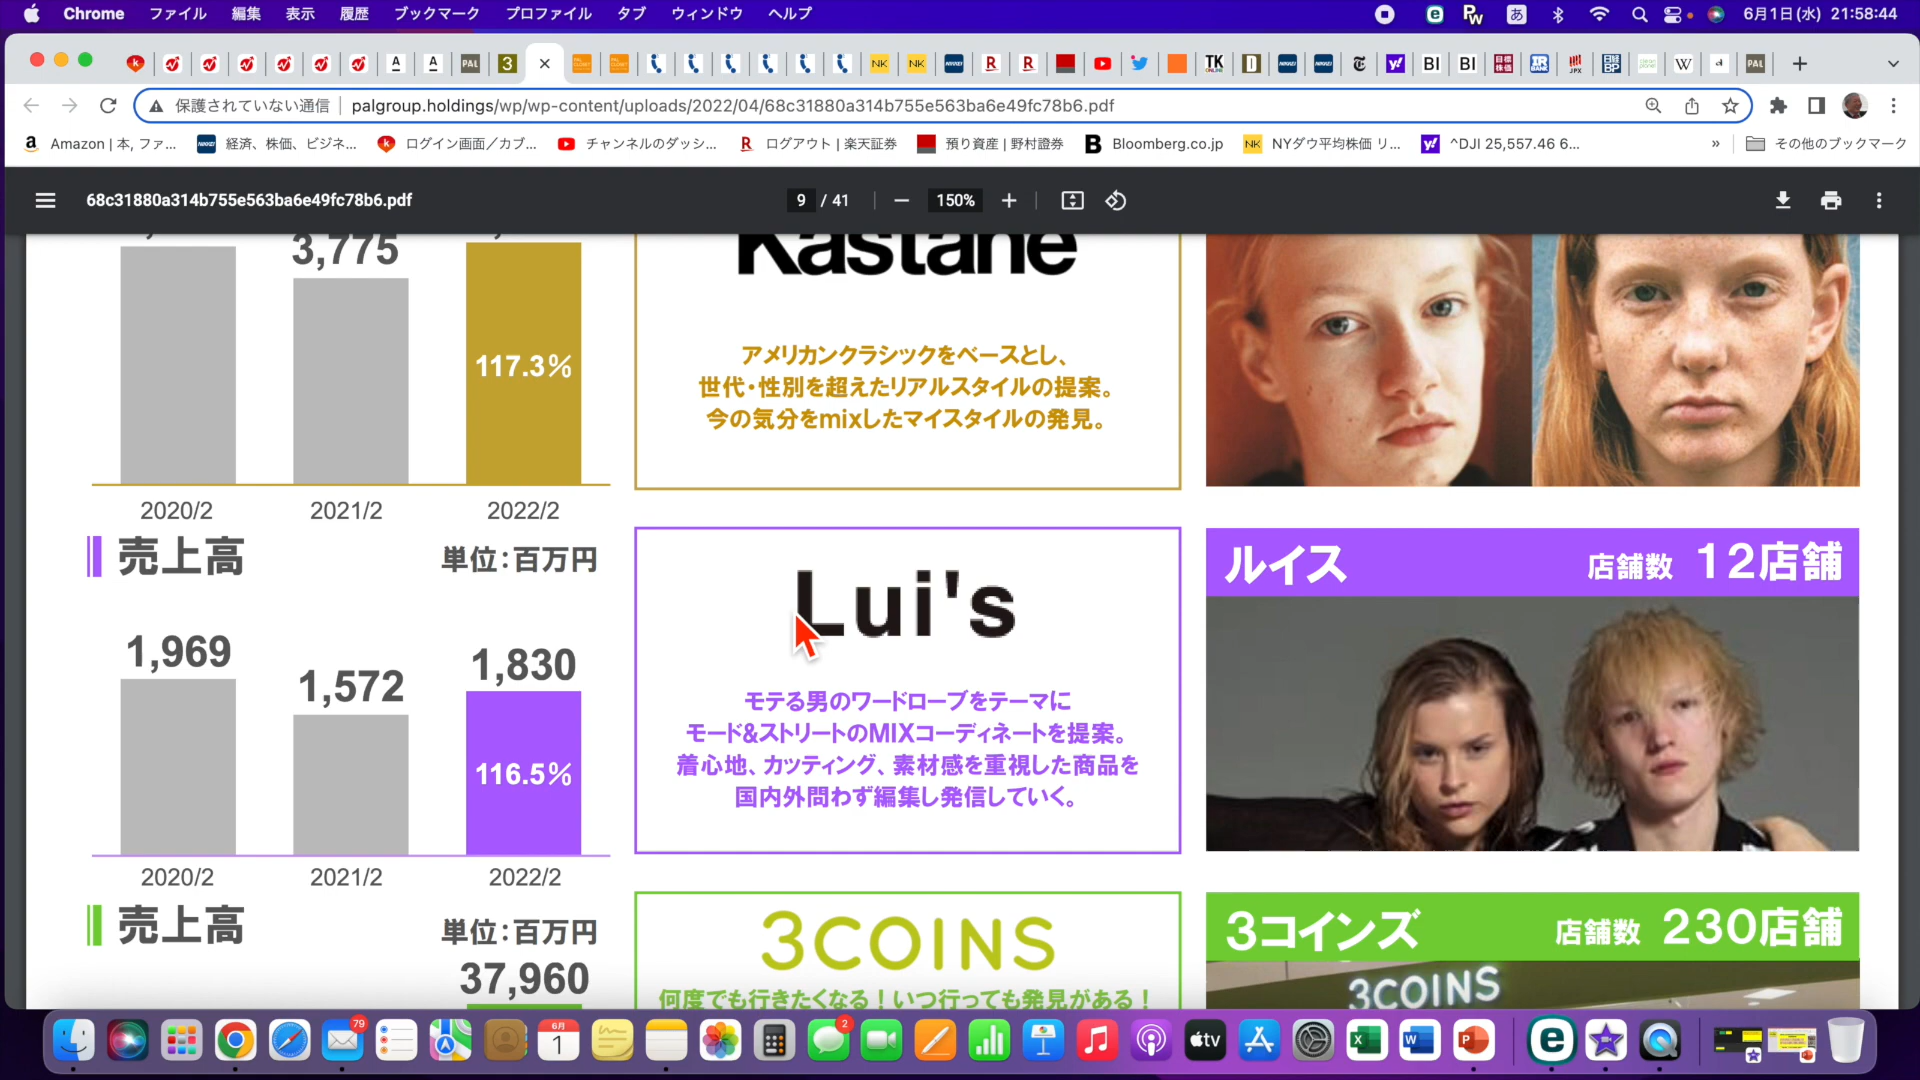 Chrome ファイル 編集 表示 履歴 ブックマーク プロファイル タブ ウィンドウ ヘルプ
6月1日(水) 21:58:44
保護されていない通信 | palgroup.holdings/wp/wp-content/uploads/2022/04/68c31880a314b755e563ba6e49fc78b6.pdf
Amazon | 本, ファ... 経済、株価、ビジネ... ログイン画面／カブ... チャンネルのダッシ... ログアウト | 楽天証券 預り資産 | 野村證券 Bloomberg.co.jp NYダウ平均株価 リ... ^DJI 25,557.46 6... » その他のブックマーク
68c31880a314b755e563ba6e49fc78b6.pdf
9 / 41
150%
3,775
117.3%
2020/2 2021/2 2022/2
Kastane
アメリカンクラシックをベースとし、
世代・性別を超えたリアルスタイルの提案。
今の気分をmixしたマイスタイルの発見。
売上高
単位：百万円
1,969
1,572
1,830
116.5%
2020/2 2021/2 2022/2
Lui's
モテる男のワードローブをテーマに
モード&ストリートのMIXコーディネートを提案。
着心地、カッティング、素材感を重視した商品を
国内外問わず編集し発信していく。
ルイス 店舗数 12店舗
売上高
単位：百万円
37,960
3COINS
何度でも行きたくなる！いつ行っても発見がある！
3コインズ 店舗数 230店舗
3COINS
79
6月
1
2
tv